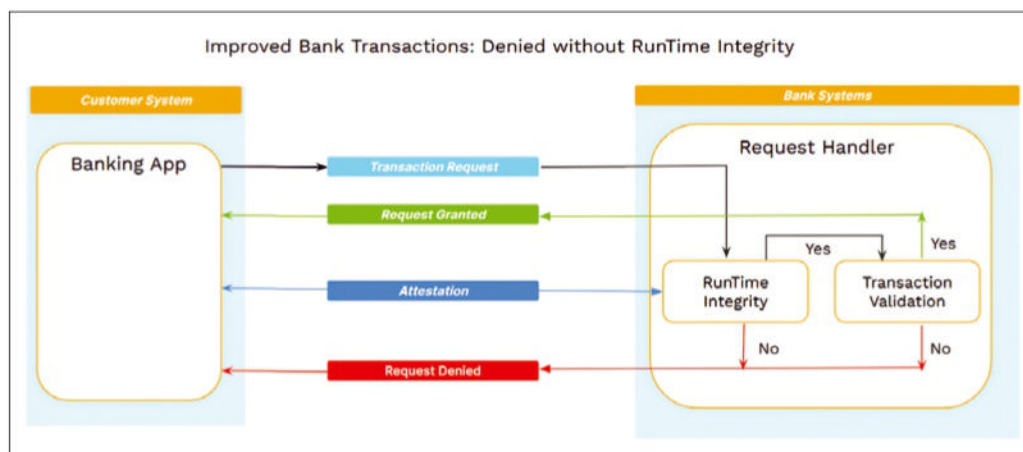 Improved Bank Transactions: Denied without RunTime Integrity
Customer System
Bank Systems
Banking App
Request Handler
Transaction Request
Request Granted
Yes
Yes
Attestation
RunTime
Integrity
Transaction
Validation
No
No
Request Denied